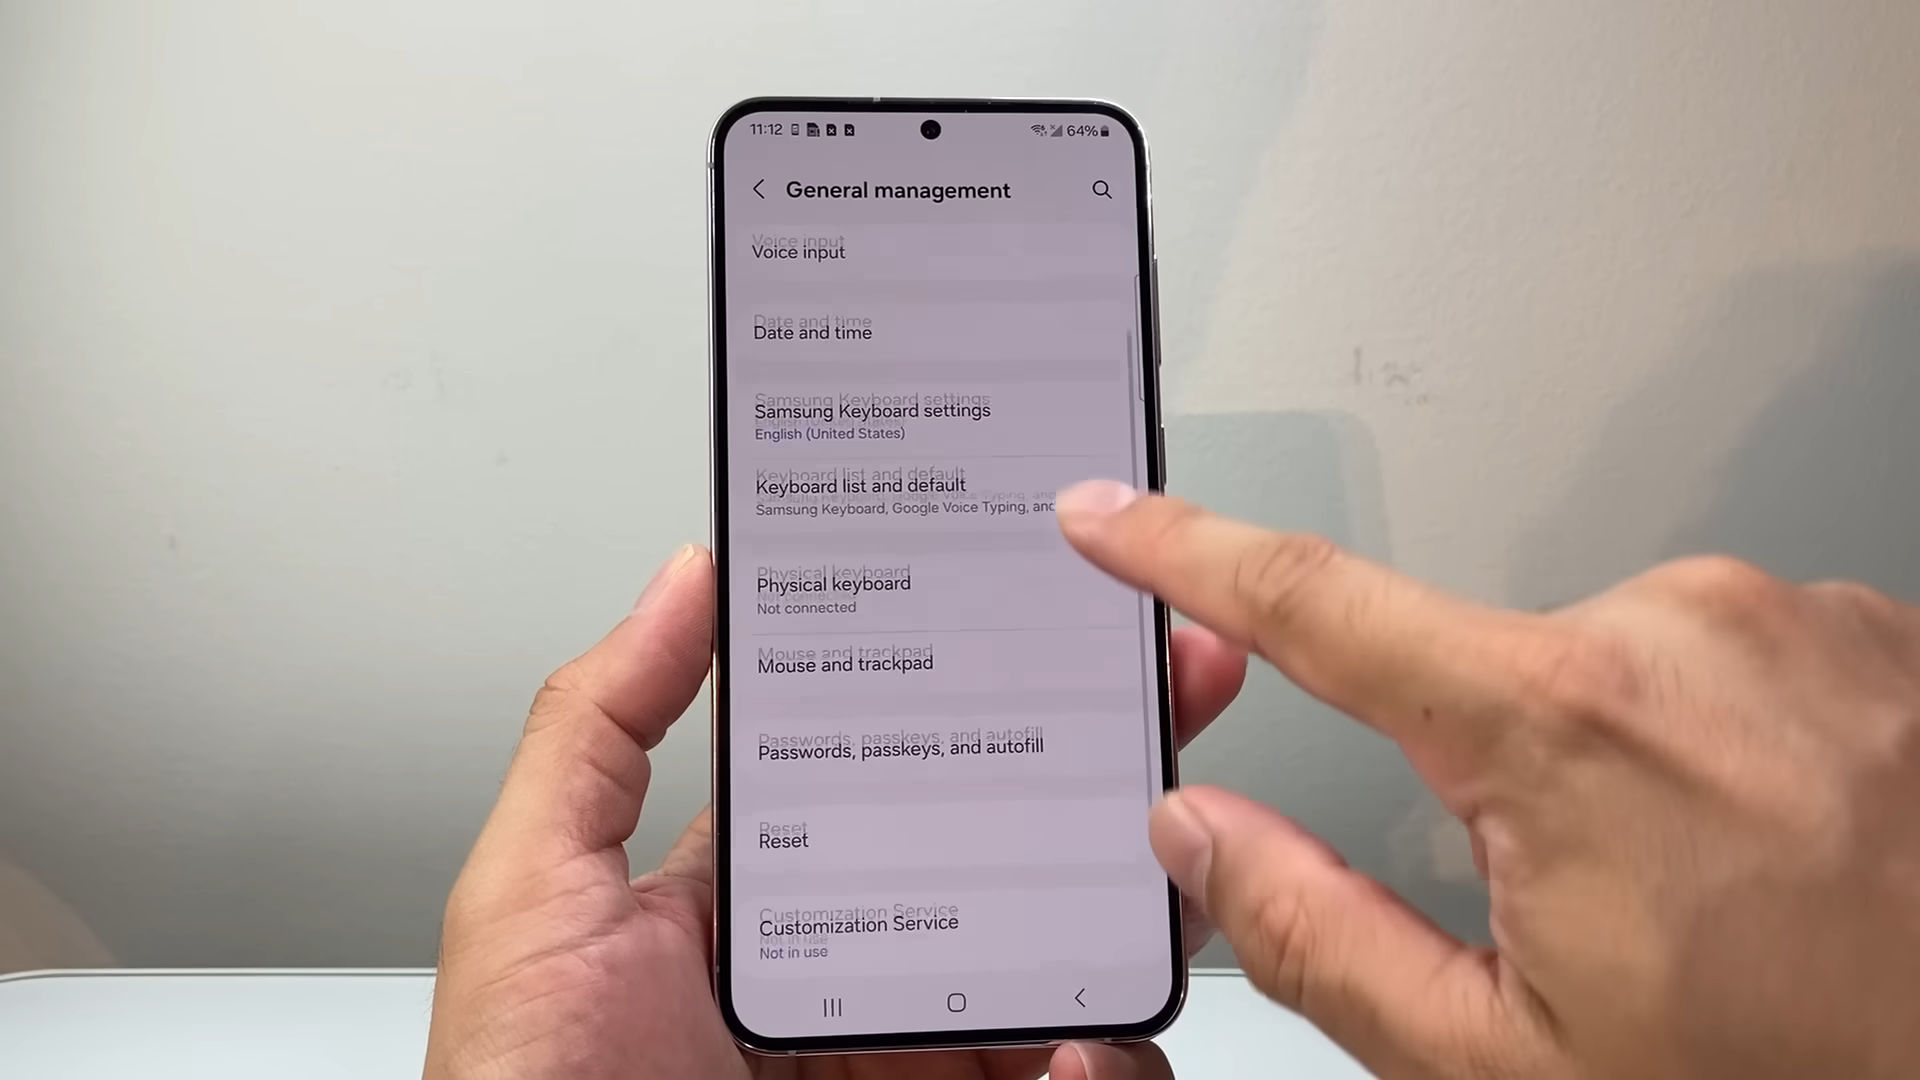 11:12 64%
General management
Voice input
Date and time
Samsung Keyboard settings
English (United States)
Keyboard list and default
Samsung Keyboard, Google Voice Typing, and
Physical keyboard
Not connected
Mouse and trackpad
Passwords, passkeys, and autofill
Reset
Customization Service
Not in use